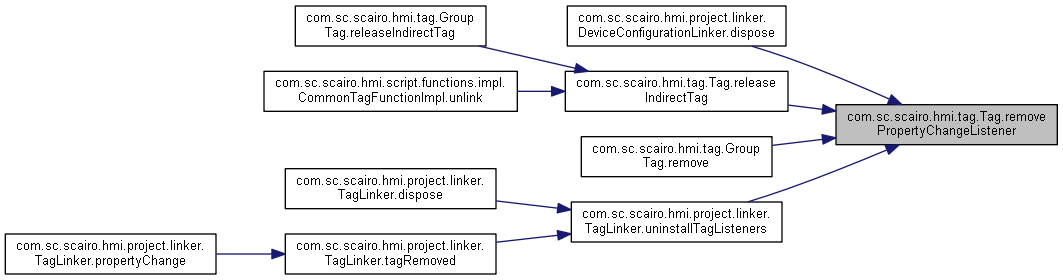 com.sc.scairo.hmi.tag.Group
Tag.releaseIndirectTag
com.sc.scairo.hmi.project.linker.
DeviceConfigurationLinker.dispose
com.sc.scairo.hmi.script.functions.impl.
CommonTagFunctionImpl.unlink
com.sc.scairo.hmi.tag.Tag.release
IndirectTag
com.sc.scairo.hmi.tag.Tag.remove
PropertyChangeListener
com.sc.scairo.hmi.tag.Group
Tag.remove
com.sc.scairo.hmi.project.linker.
TagLinker.dispose
com.sc.scairo.hmi.project.linker.
TagLinker.uninstallTagListeners
com.sc.scairo.hmi.project.linker.
TagLinker.propertyChange
com.sc.scairo.hmi.project.linker.
TagLinker.tagRemoved